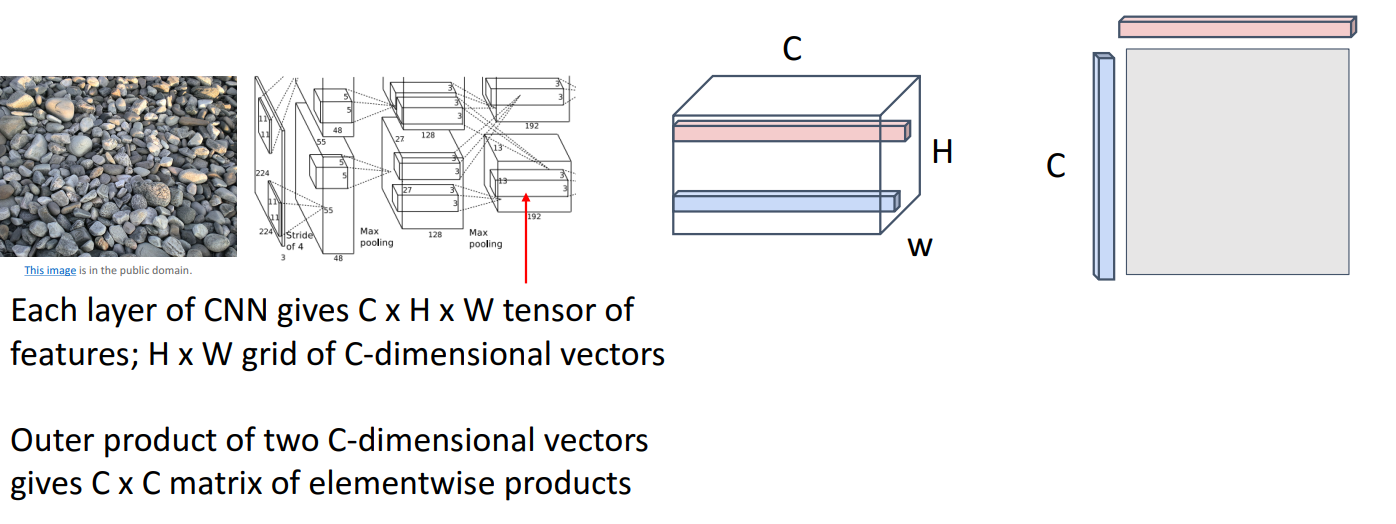 C
H
W
C
11
11
224
11
11
224
3
Stride
of 4
55
55
5
5
48
5
5
48
Max
pooling
27
128
3
3
3
27
3
3
3
3
128
Max
pooling
13
3
3
192
13
3
3
192
This image is in the public domain.
Each layer of CNN gives C x H x W tensor of
features; H x W grid of C-dimensional vectors
Outer product of two C-dimensional vectors
gives C x C matrix of elementwise products